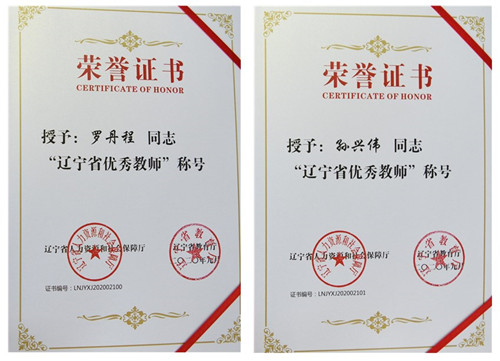 荣誉证书
CERTIFICATE OF HONOR
授予：罗丹程 同志
“辽宁省优秀教师”称号
辽宁省人力资源和社会保障厅
辽宁省教育厅
证书编号：LNJYXJ202002100
荣誉证书
CERTIFICATE OF HONOR
授予：孙兴伟 同志
“辽宁省优秀教师”称号
辽宁省人力资源和社会保障厅
辽宁省教育厅
证书编号：LNJYXJ202002101